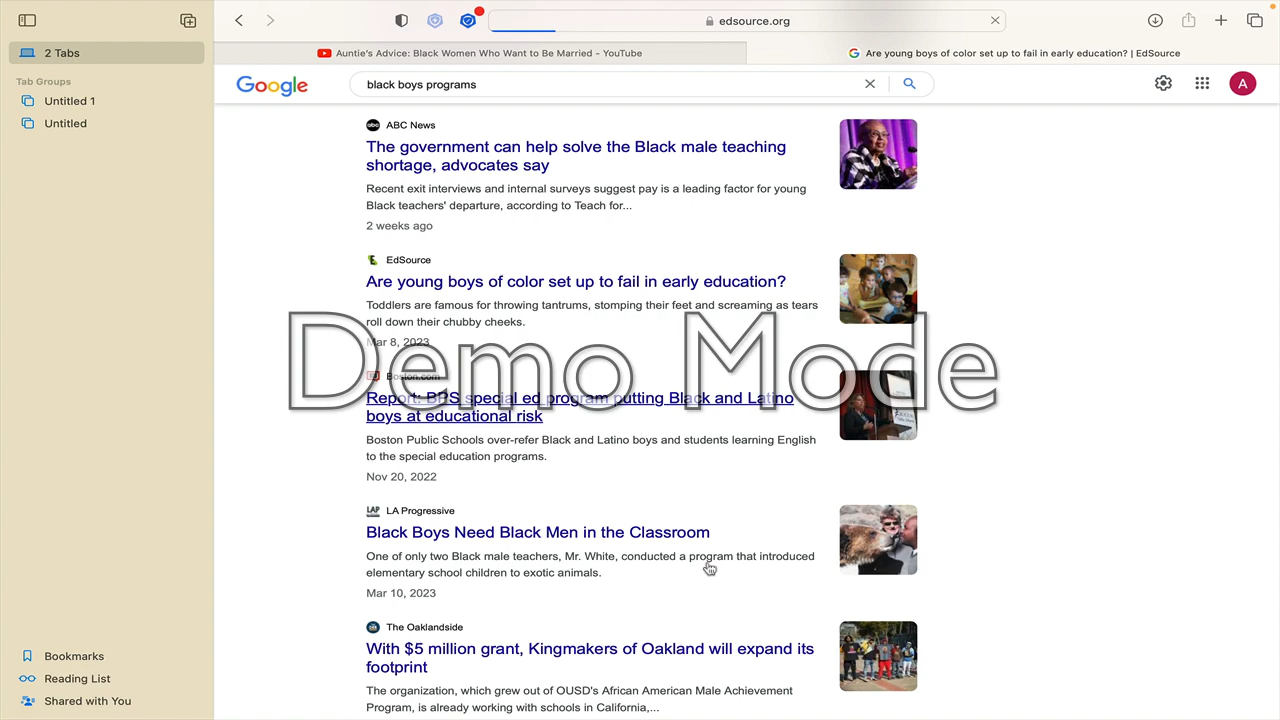 2 Tabs
Tab Groups
Untitled 1
Untitled
Bookmarks
Reading List
Shared with You
edsource.org
Auntie's Advice: Black Women Who Want to Be Married - YouTube
Are young boys of color set up to fail in early education? | EdSource
Google
black boys programs
A
abc
ABC News
The government can help solve the Black male teaching
shortage, advocates say
Recent exit interviews and internal surveys suggest pay is a leading factor for young
Black teachers' departure, according to Teach for...
2 weeks ago
EdSource
Are young boys of color set up to fail in early education?
Toddlers are famous for throwing tantrums, stomping their feet and screaming as tears
roll down their chubby cheeks.
Mar 8, 2023
Demo Mode
Boston.com
Report: BPS special ed program putting Black and Latino
boys at educational risk
Boston Public Schools over-refer Black and Latino boys and students learning English
to the special education programs.
Nov 20, 2022
LAP
LA Progressive
Black Boys Need Black Men in the Classroom
One of only two Black male teachers, Mr. White, conducted a program that introduced
elementary school children to exotic animals.
Mar 10, 2023
The Oaklandside
With $5 million grant, Kingmakers of Oakland will expand its
footprint
The organization, which grew out of OUSD's African American Male Achievement
Program, is already working with schools in California,...